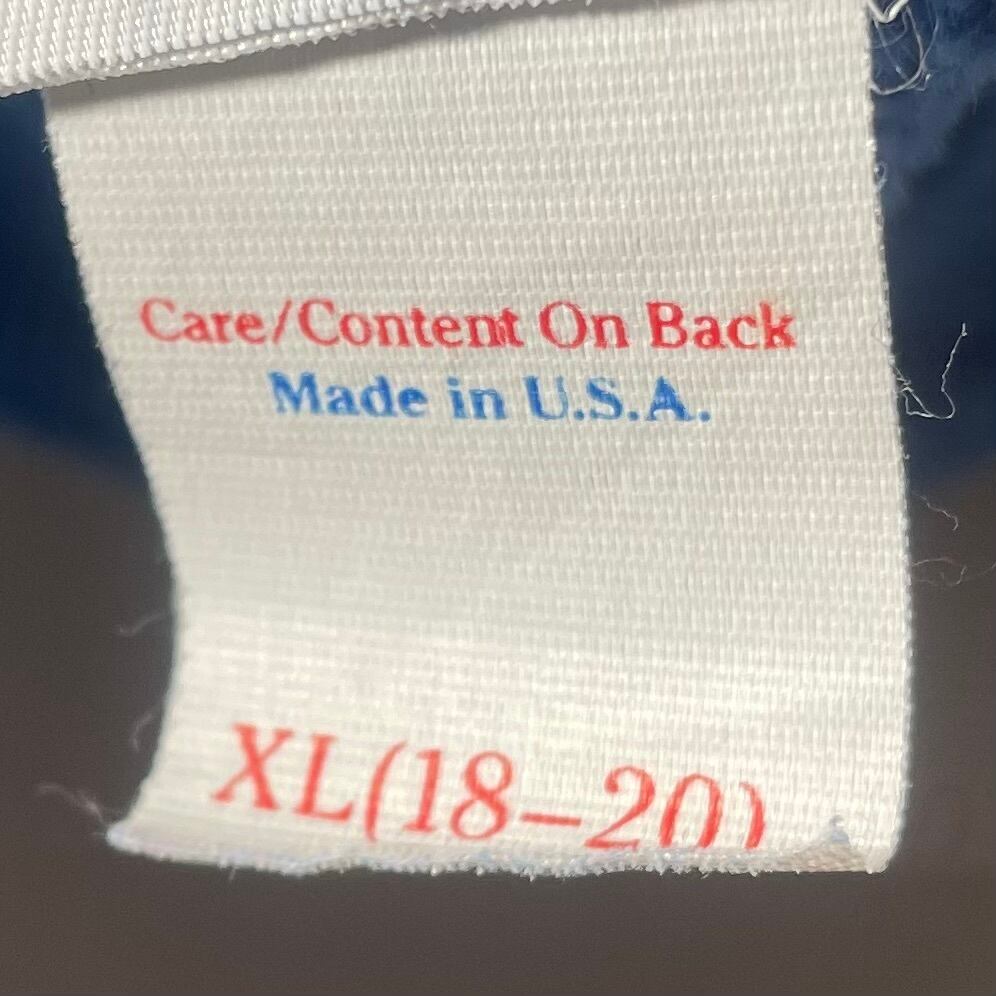 Care/Content On Back
Made in U.S.A.
XL(18-20)